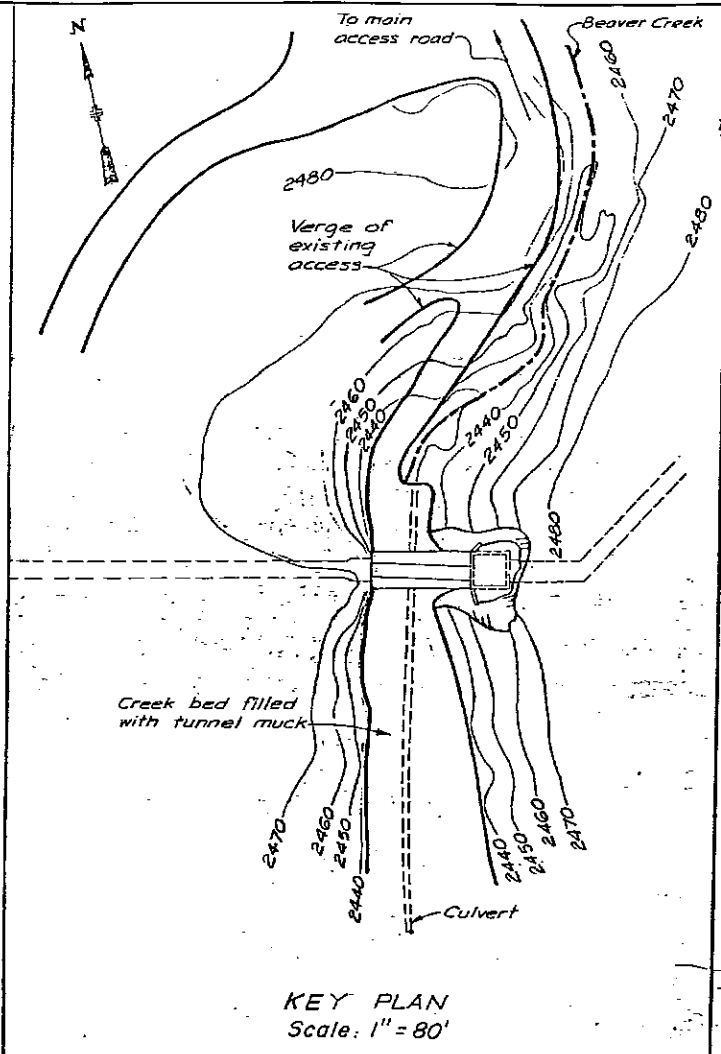 N
To main
access road
Beaver Creek
2460
2470
2480
2480
Verge of
existing
access
2460
2450
2440
2440
2450
2480
Creek bed filled
with tunnel muck
2470
2460
2450
2440
2440
2450
2460
2470
Culvert
KEY PLAN
Scale: 1" = 80'